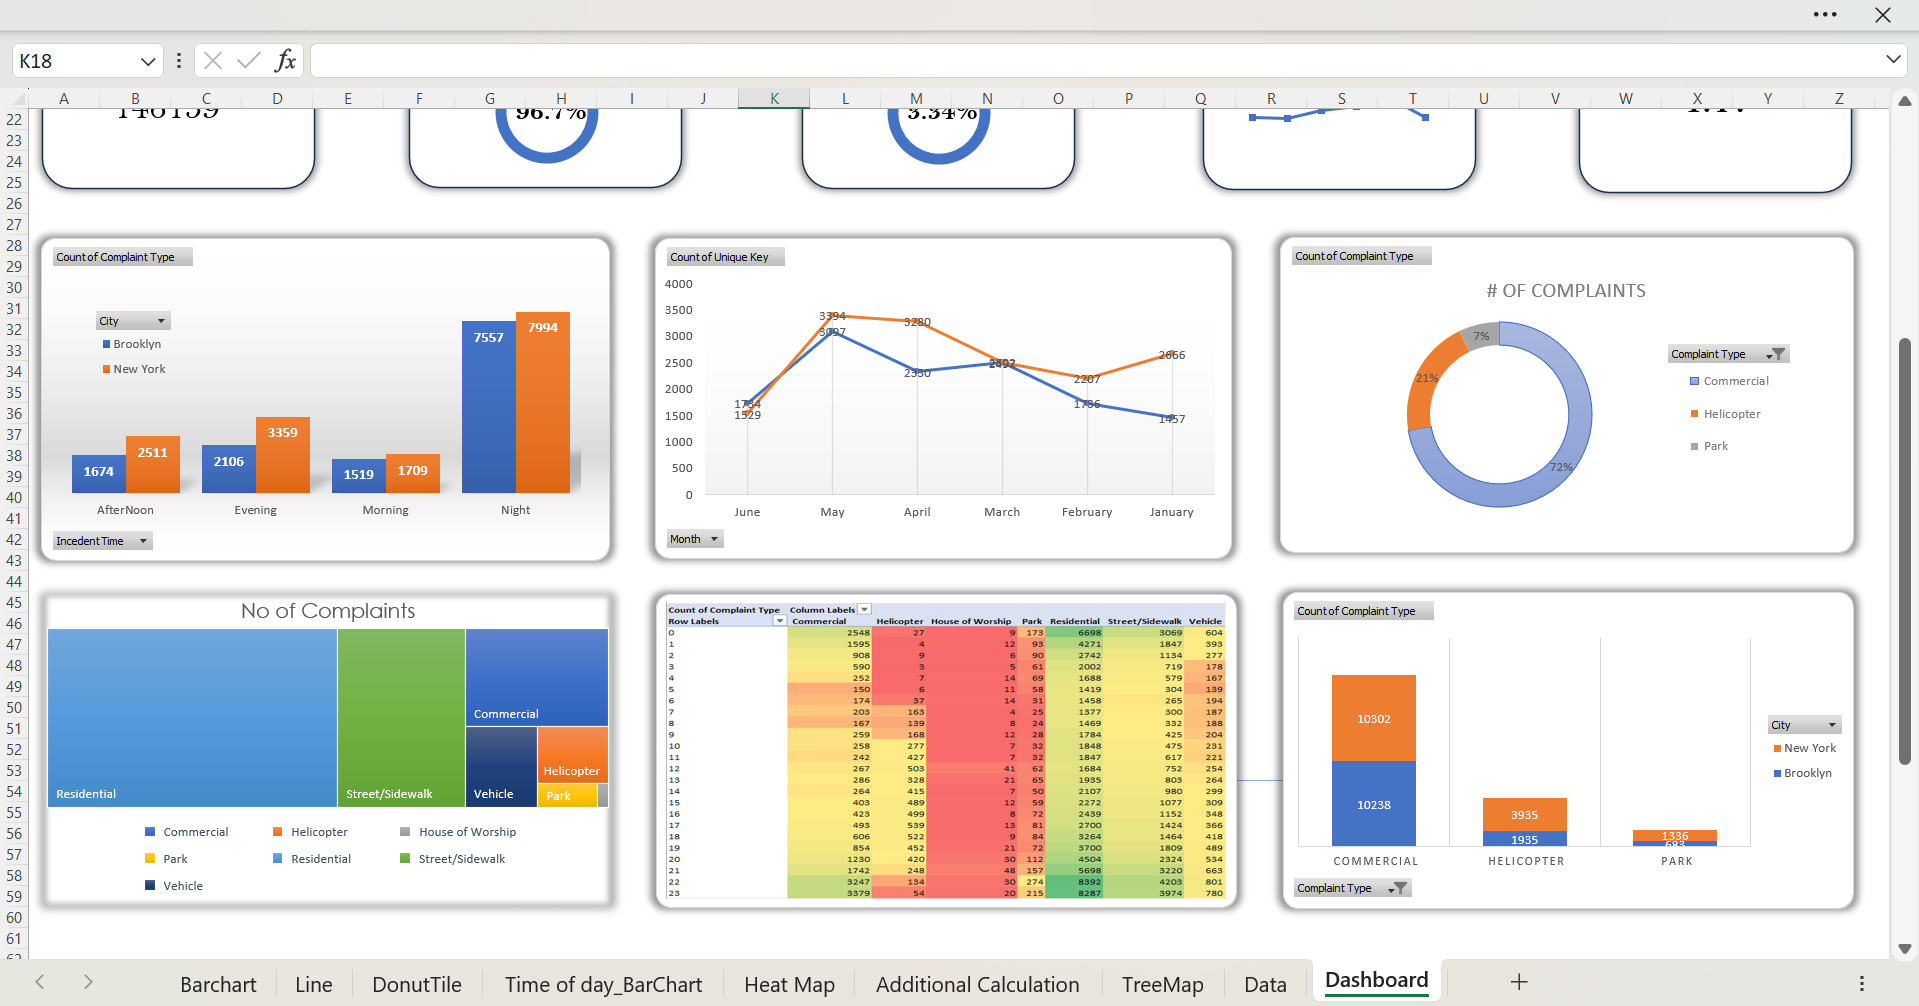 K18
fx
A B C D E F G H I J K L M N O P Q R S T U V W X Y Z
22
23
24
25
26
27
28
29
30
31
32
33
34
35
36
37
38
39
40
41
42
43
44
45
46
47
48
49
50
51
52
53
54
55
56
57
58
59
60
61
146139
96.7%
3.34%
Count of Complaint Type
City
Brooklyn
New York
1674 2511
2106 3359
1519 1709
7557 7994
AfterNoon Evening Morning Night
IncedentTime
Count of Unique Key
4000
3500
3000
2500
2000
1500
1000
500
0
3394 3280 2207 2666
1529 1457
June May April March February January
Month
Count of Complaint Type
# OF COMPLAINTS
7%
21%
72%
Complaint Type
Commercial
Helicopter
Park
No of Complaints
Residential
Street/Sidewalk
Commercial
Vehicle
Helicopter
Park
Commercial Helicopter House of Worship
Park Residential Street/Sidewalk
Vehicle
Count of Complaint Type Column Labels
Row Labels Commercial Helicopter House of Worship Park Residential Street/Sidewalk Vehicle
0 2548 27 9 173 6698 3069 604
1 1595 4 12 93 4271 1847 393
2 908 9 6 90 2742 1134 277
3 590 3 5 61 2002 719 178
4 252 7 14 69 1688 579 167
5 150 6 11 58 1419 304 139
6 174 37 14 31 1458 265 194
7 203 163 4 25 1377 300 187
8 167 139 8 24 1469 332 188
9 259 168 12 28 1784 425 204
10 258 277 7 32 1848 475 231
11 242 427 7 32 1847 617 221
12 267 503 41 62 1684 752 254
13 286 328 21 65 1935 803 264
14 264 415 7 50 2107 980 299
15 403 489 12 59 2272 1077 309
16 423 499 8 72 2439 1152 348
17 493 539 13 81 2700 1424 366
18 606 522 9 84 3264 1464 418
19 854 452 21 72 3700 1809 489
20 1230 420 30 112 4504 2324 534
21 1742 248 48 157 5698 3220 663
22 3247 134 30 274 8392 4203 801
23 3379 54 20 215 8287 3974 780
Count of Complaint Type
10302
10238
3935
1935
1336
683
COMMERCIAL HELICOPTER PARK
City
New York
Brooklyn
Complaint Type
Barchart Line DonutTile Time of day_BarChart Heat Map Additional Calculation TreeMap Data Dashboard